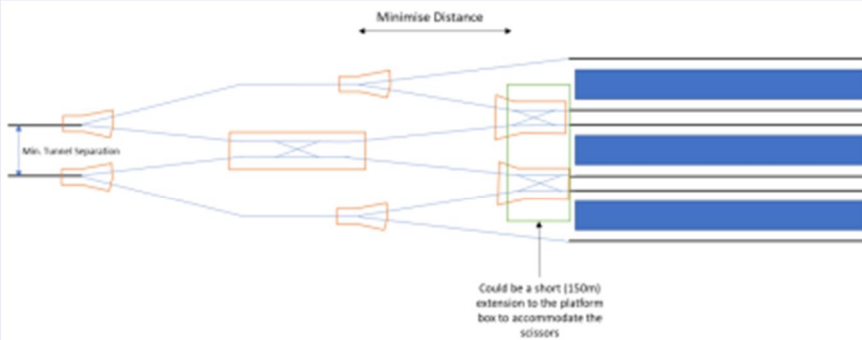 Minimise Distance
Min. Tunnel Separation
Could be a short (150m)
extension to the platform
box to accommodate the
scissors